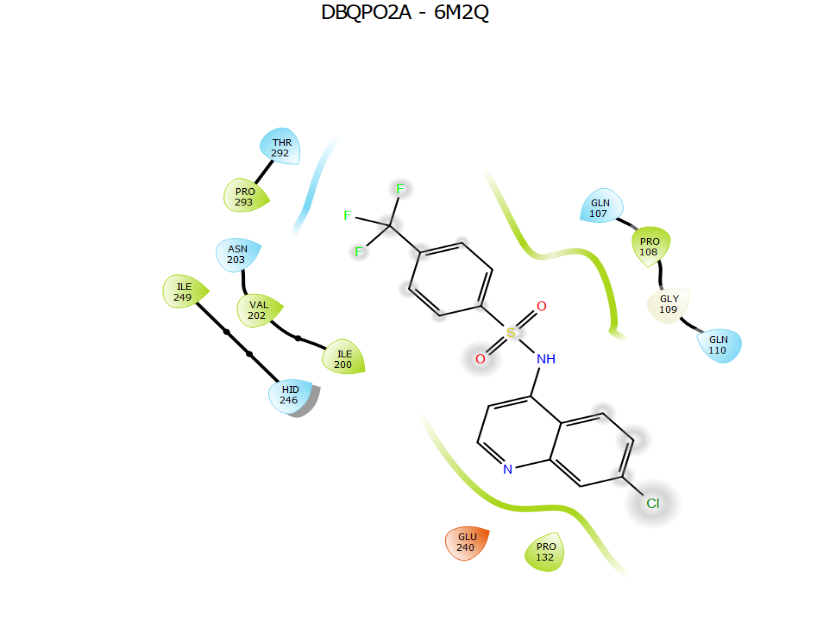 DBQPO2A - 6M2Q
THR
292
PRO
293
GLN
107
F
F
F
PRO
108
ASN
203
ILE
249
VAL
202
GLY
109
GLN
110
O
S
O
NH
ILE
200
HID
246
N
Cl
GLU
240
PRO
132